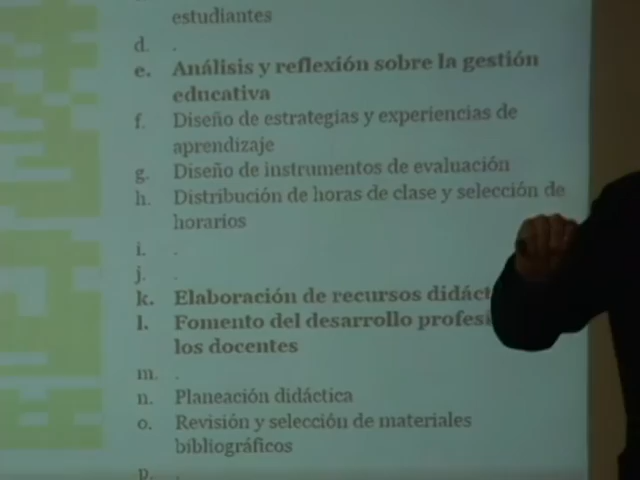 estudiantes
d. .
e. Análisis y reflexión sobre la gestión
educativa
f. Diseño de estrategias y experiencias de
aprendizaje
g. Diseño de instrumentos de evaluación
h. Distribución de horas de clase y selección de
horarios
i. .
j. .
k. Elaboración de recursos didáct
l. Fomento del desarrollo profesi
los docentes
m. .
n. Planeación didáctica
o. Revisión y selección de materiales
bibliográficos
p. .